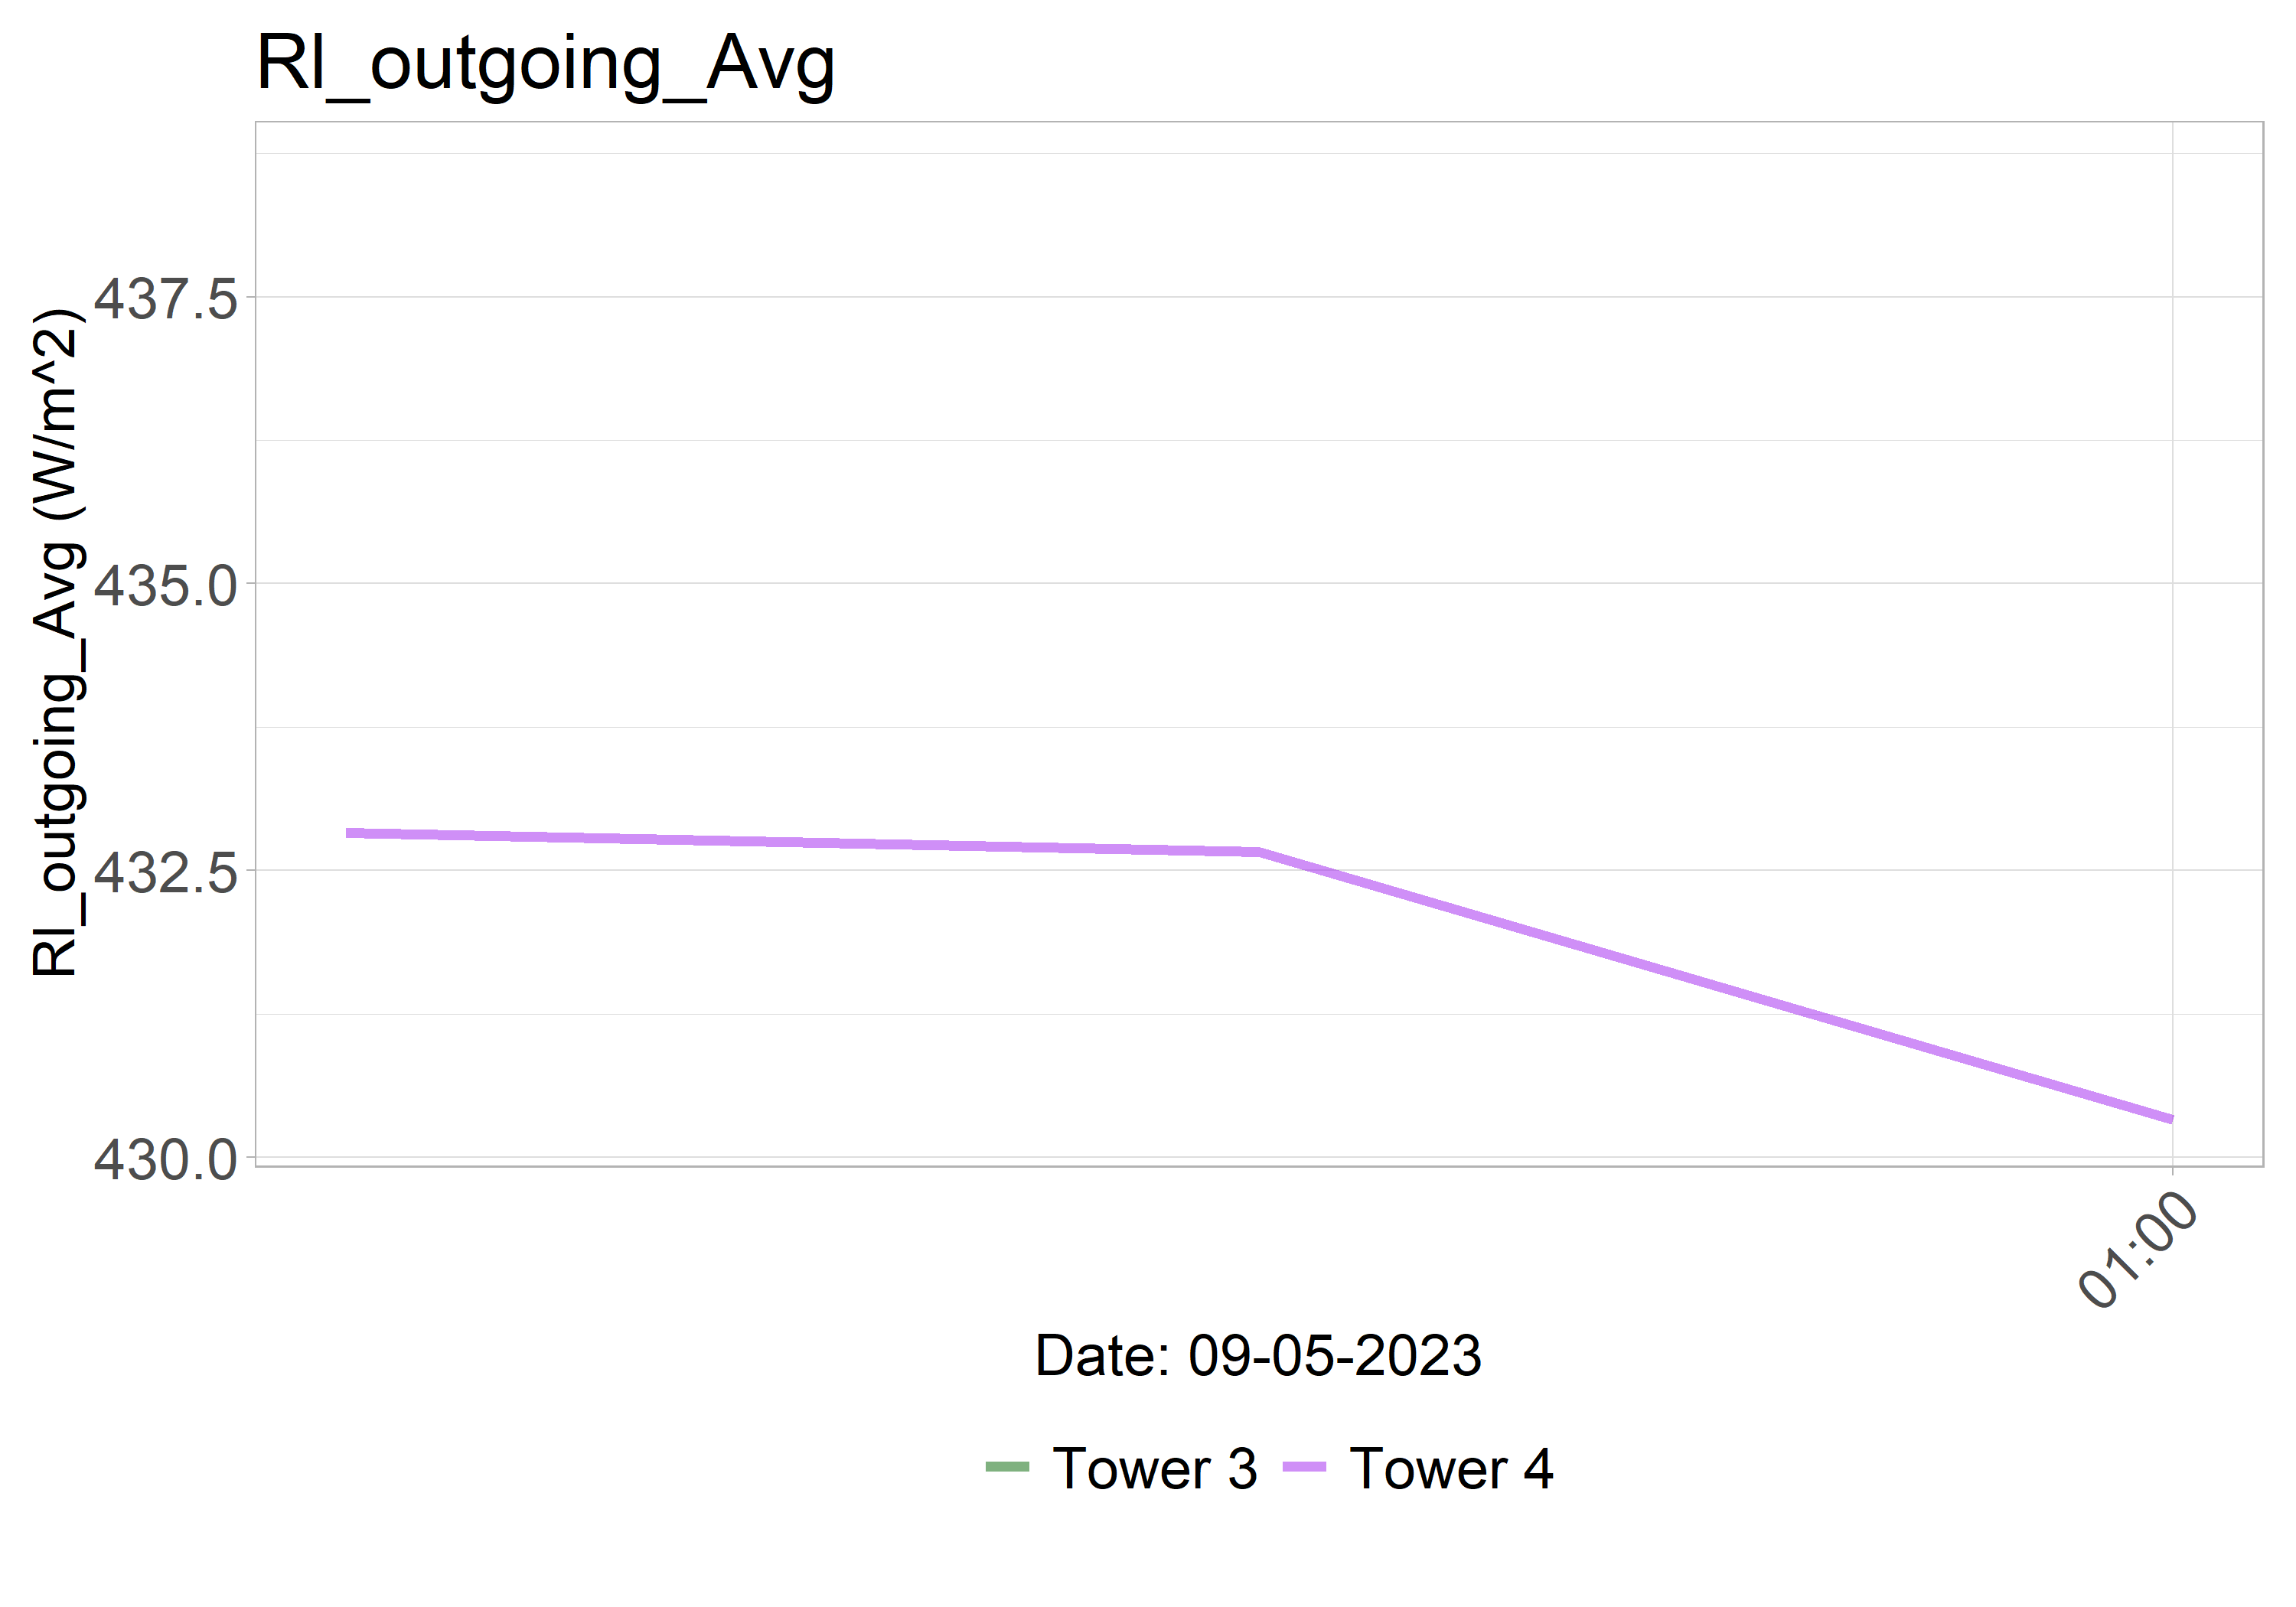 Rl_outgoing_Avg
Rl_outgoing_Avg (W/m^2)
437.5
435.0
432.5
430.0
01:00
Date: 09-05-2023
Tower 3 Tower 4